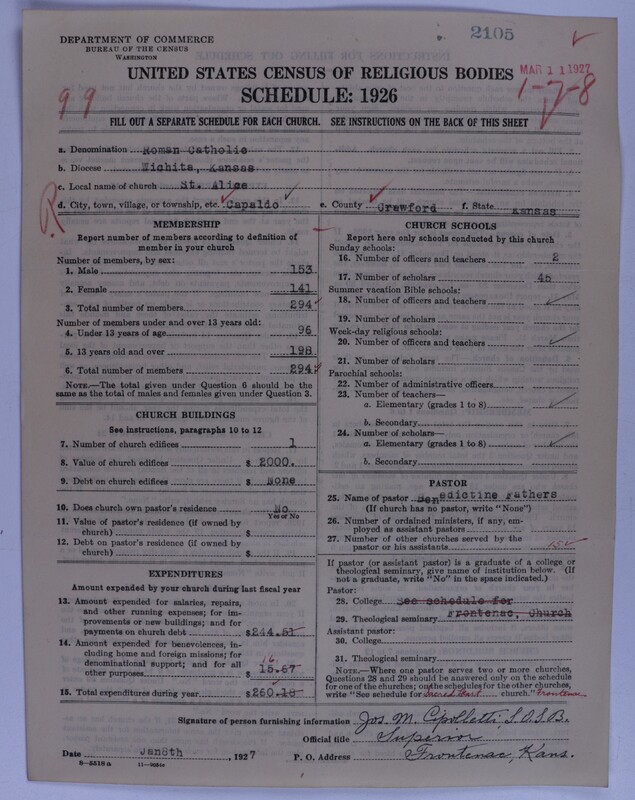 DEPARTMENT OF COMMERCE
BUREAU OF THE CENSUS
WASHINGTON
2105
MAR 11 1927
UNITED STATES CENSUS OF RELIGIOUS BODIES
SCHEDULE: 1926
99
1-7-8
FILL OUT A SEPARATE SCHEDULE FOR EACH CHURCH. SEE INSTRUCTIONS ON THE BACK OF THIS SHEET
a. Denomination Roman Catholic
b. Diocese Wichita, Kansas
c. Local name of church St. Alice
R
d. City, town, village, or township, etc. Capaldo e. County Crawford f. State Kansas
MEMBERSHIP
Report number of members according to definition of
member in your church
Number of members, by sex:
1. Male 153
2. Female 141
3. Total number of members 294
Number of members under and over 13 years old:
4. Under 13 years of age 96
5. 13 years old and over 198
6. Total number of members 294
NOTE.—The total given under Question 6 should be
same as the total of males and females given under Question 3.
CHURCH BUILDINGS
See instructions, paragraphs 10 to 12
7. Number of church edifices 1
8. Value of church edifices $ 2000.
9. Debt on church edifices $ None
10. Does church own pastor's residence No
Yes or No
11. Value of pastor's residence (if owned by
church) $
12. Debt on pastor's residence (if owned by
church) $
EXPENDITURES
Amount expended by your church during last fiscal year
13. Amount expended for salaries, repairs,
and other running expenses; for im-
provements or new buildings; and for
payments on church debt $244.51
14. Amount expended for benevolences, in-
cluding home and foreign missions; for
denominational support; and for all
other purposes 16. 15.67
15. Total expenditures during year $260.18
CHURCH SCHOOLS
Report here only schools conducted by this church
Sunday schools:
16. Number of officers and teachers 2
17. Number of scholars 45
Summer vacation Bible schools:
18. Number of officers and teachers
19. Number of scholars
Week-day religious schools:
20. Number of officers and teachers
21. Number of scholars
Parochial schools:
22. Number of administrative officers
23. Number of teachers—
a. Elementary (grades 1 to 8)
b. Secondary
24. Number of scholars—
a. Elementary (grades 1 to 8)
b. Secondary
PASTOR
25. Name of pastor Benedictine Fathers
(If church has no pastor, write "None")
26. Number of ordained ministers, if any, em-
ployed as assistant pastors
27. Number of other churches served by the
pastor or his assistants
If pastor (or assistant pastor) is a graduate of a college or
theological seminary, give name of institution below. (If
not a graduate, write "No" in the space indicated.)
Pastor:
28. College See schedule for
29. Theological seminary Frontenac, Church
Assistant pastor:
30. College
31. Theological seminary
NOTE.—Where one pastor serves two or more churches,
Questions 28 and 29 should be answered only on the schedule
for one of the churches; on the schedules for the other churches,
write "See schedule for Sacred Heart church." Frontenac
Signature of person furnishing information Jos. M. Cipolletti, S.O.S.B.
Official title Superior
Date Jan8th , 1927 P. O. Address Frontenac, Kans.
8—5518a 11—9084a